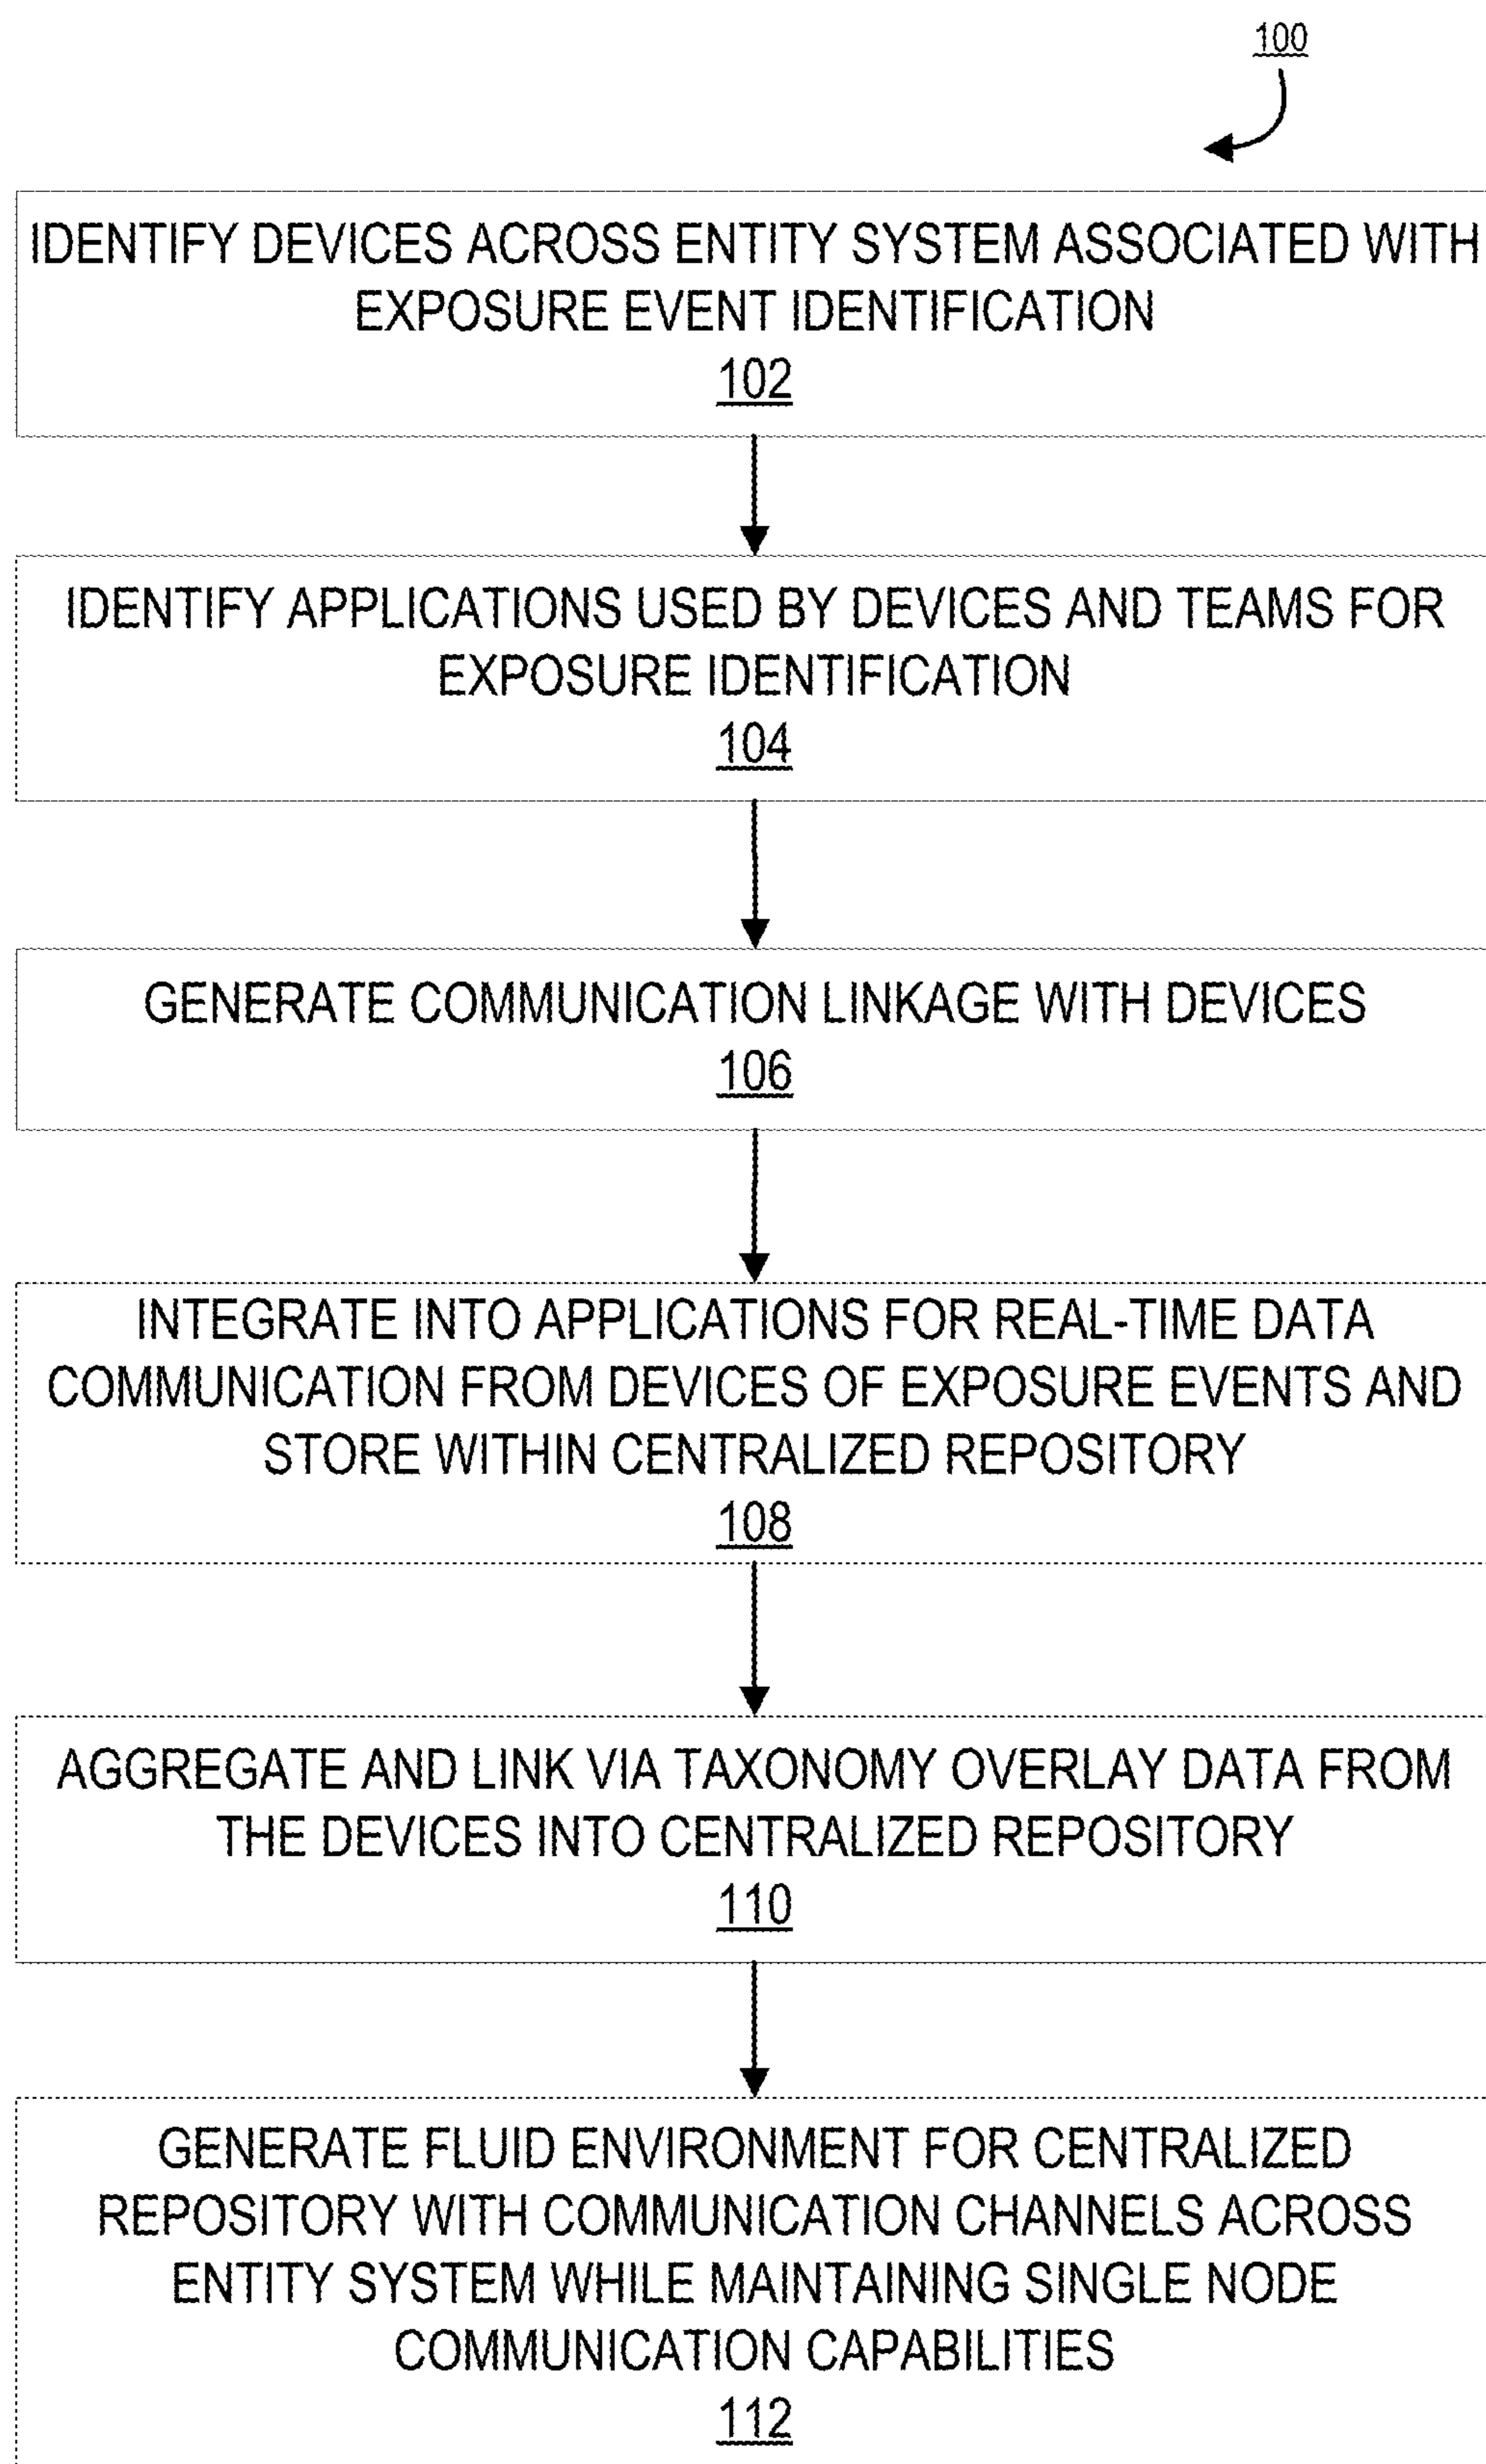 100
IDENTIFY DEVICES ACROSS ENTITY SYSTEM ASSOCIATED WITH
EXPOSURE EVENT IDENTIFICATION
102
IDENTIFY APPLICATIONS USED BY DEVICES AND TEAMS FOR
EXPOSURE IDENTIFICATION
104
GENERATE COMMUNICATION LINKAGE WITH DEVICES
106
INTEGRATE INTO APPLICATIONS FOR REAL-TIME DATA
COMMUNICATION FROM DEVICES OF EXPOSURE EVENTS AND
STORE WITHIN CENTRALIZED REPOSITORY
108
AGGREGATE AND LINK VIA TAXONOMY OVERLAY DATA FROM
THE DEVICES INTO CENTRALIZED REPOSITORY
110
GENERATE FLUID ENVIRONMENT FOR CENTRALIZED
REPOSITORY WITH COMMUNICATION CHANNELS ACROSS
ENTITY SYSTEM WHILE MAINTAINING SINGLE NODE
COMMUNICATION CAPABILITIES
112